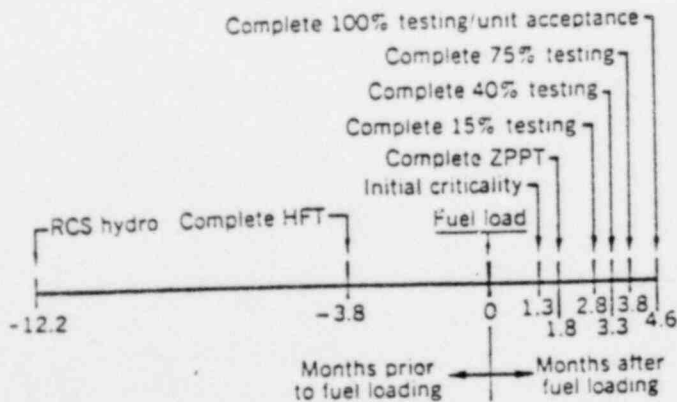 Complete 100% testing/unit acceptance
Complete 75% testing
Complete 40% testing
Complete 15% testing
Complete ZPPT
Initial criticality
RCS hydro Complete HFT Fuel load
-12.2 -3.8 0 1.3 1.8 2.8 3.3 3.8 4.6
Months prior
to fuel loading
Months after
fuel loading